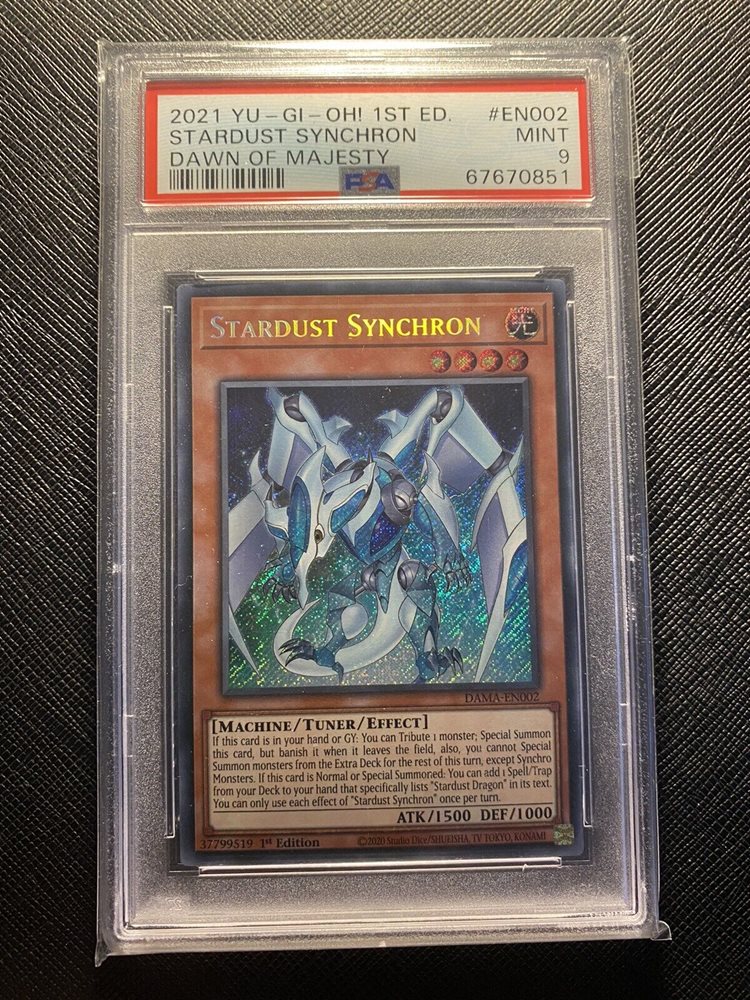 2021 YU-GI-OH! 1ST ED. #EN002
STARDUST SYNCHRON MINT
DAWN OF MAJESTY 9
PSA 67670851
STARDUST SYNCHRON 光
DAMA-EN002
[MACHINE/TUNER/EFFECT]
If this card is in your hand or GY: You can Tribute 1 monster; Special Summon
this card, but banish it when it leaves the field, also, you cannot Special
Summon monsters from the Extra Deck for the rest of this turn, except Synchro
Monsters. If this card is Normal or Special Summoned: You can add 1 Spell/Trap
from your Deck to your hand that specifically lists "Stardust Dragon" in its text.
You can only use each effect of "Stardust Synchron" once per turn.
ATK/1500 DEF/1000
37799519 1st Edition ©2020 Studio Dice/SHUEISHA, TV TOKYO, KONAMI